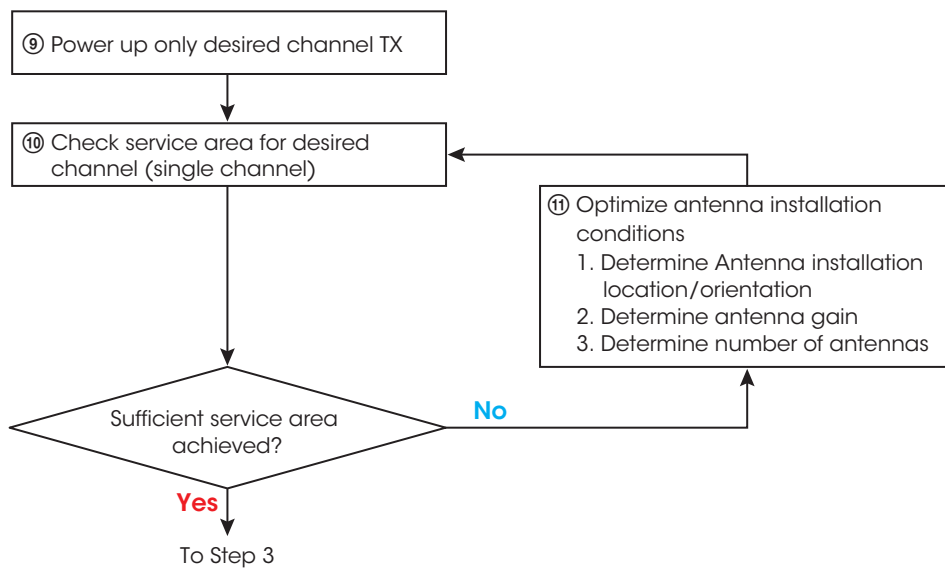 ⑨ Power up only desired channel TX
⑩ Check service area for desired
channel (single channel)
⑪ Optimize antenna installation
conditions
1. Determine Antenna installation
location/orientation
2. Determine antenna gain
3. Determine number of antennas
Sufficient service area
achieved?
No
Yes
To Step 3